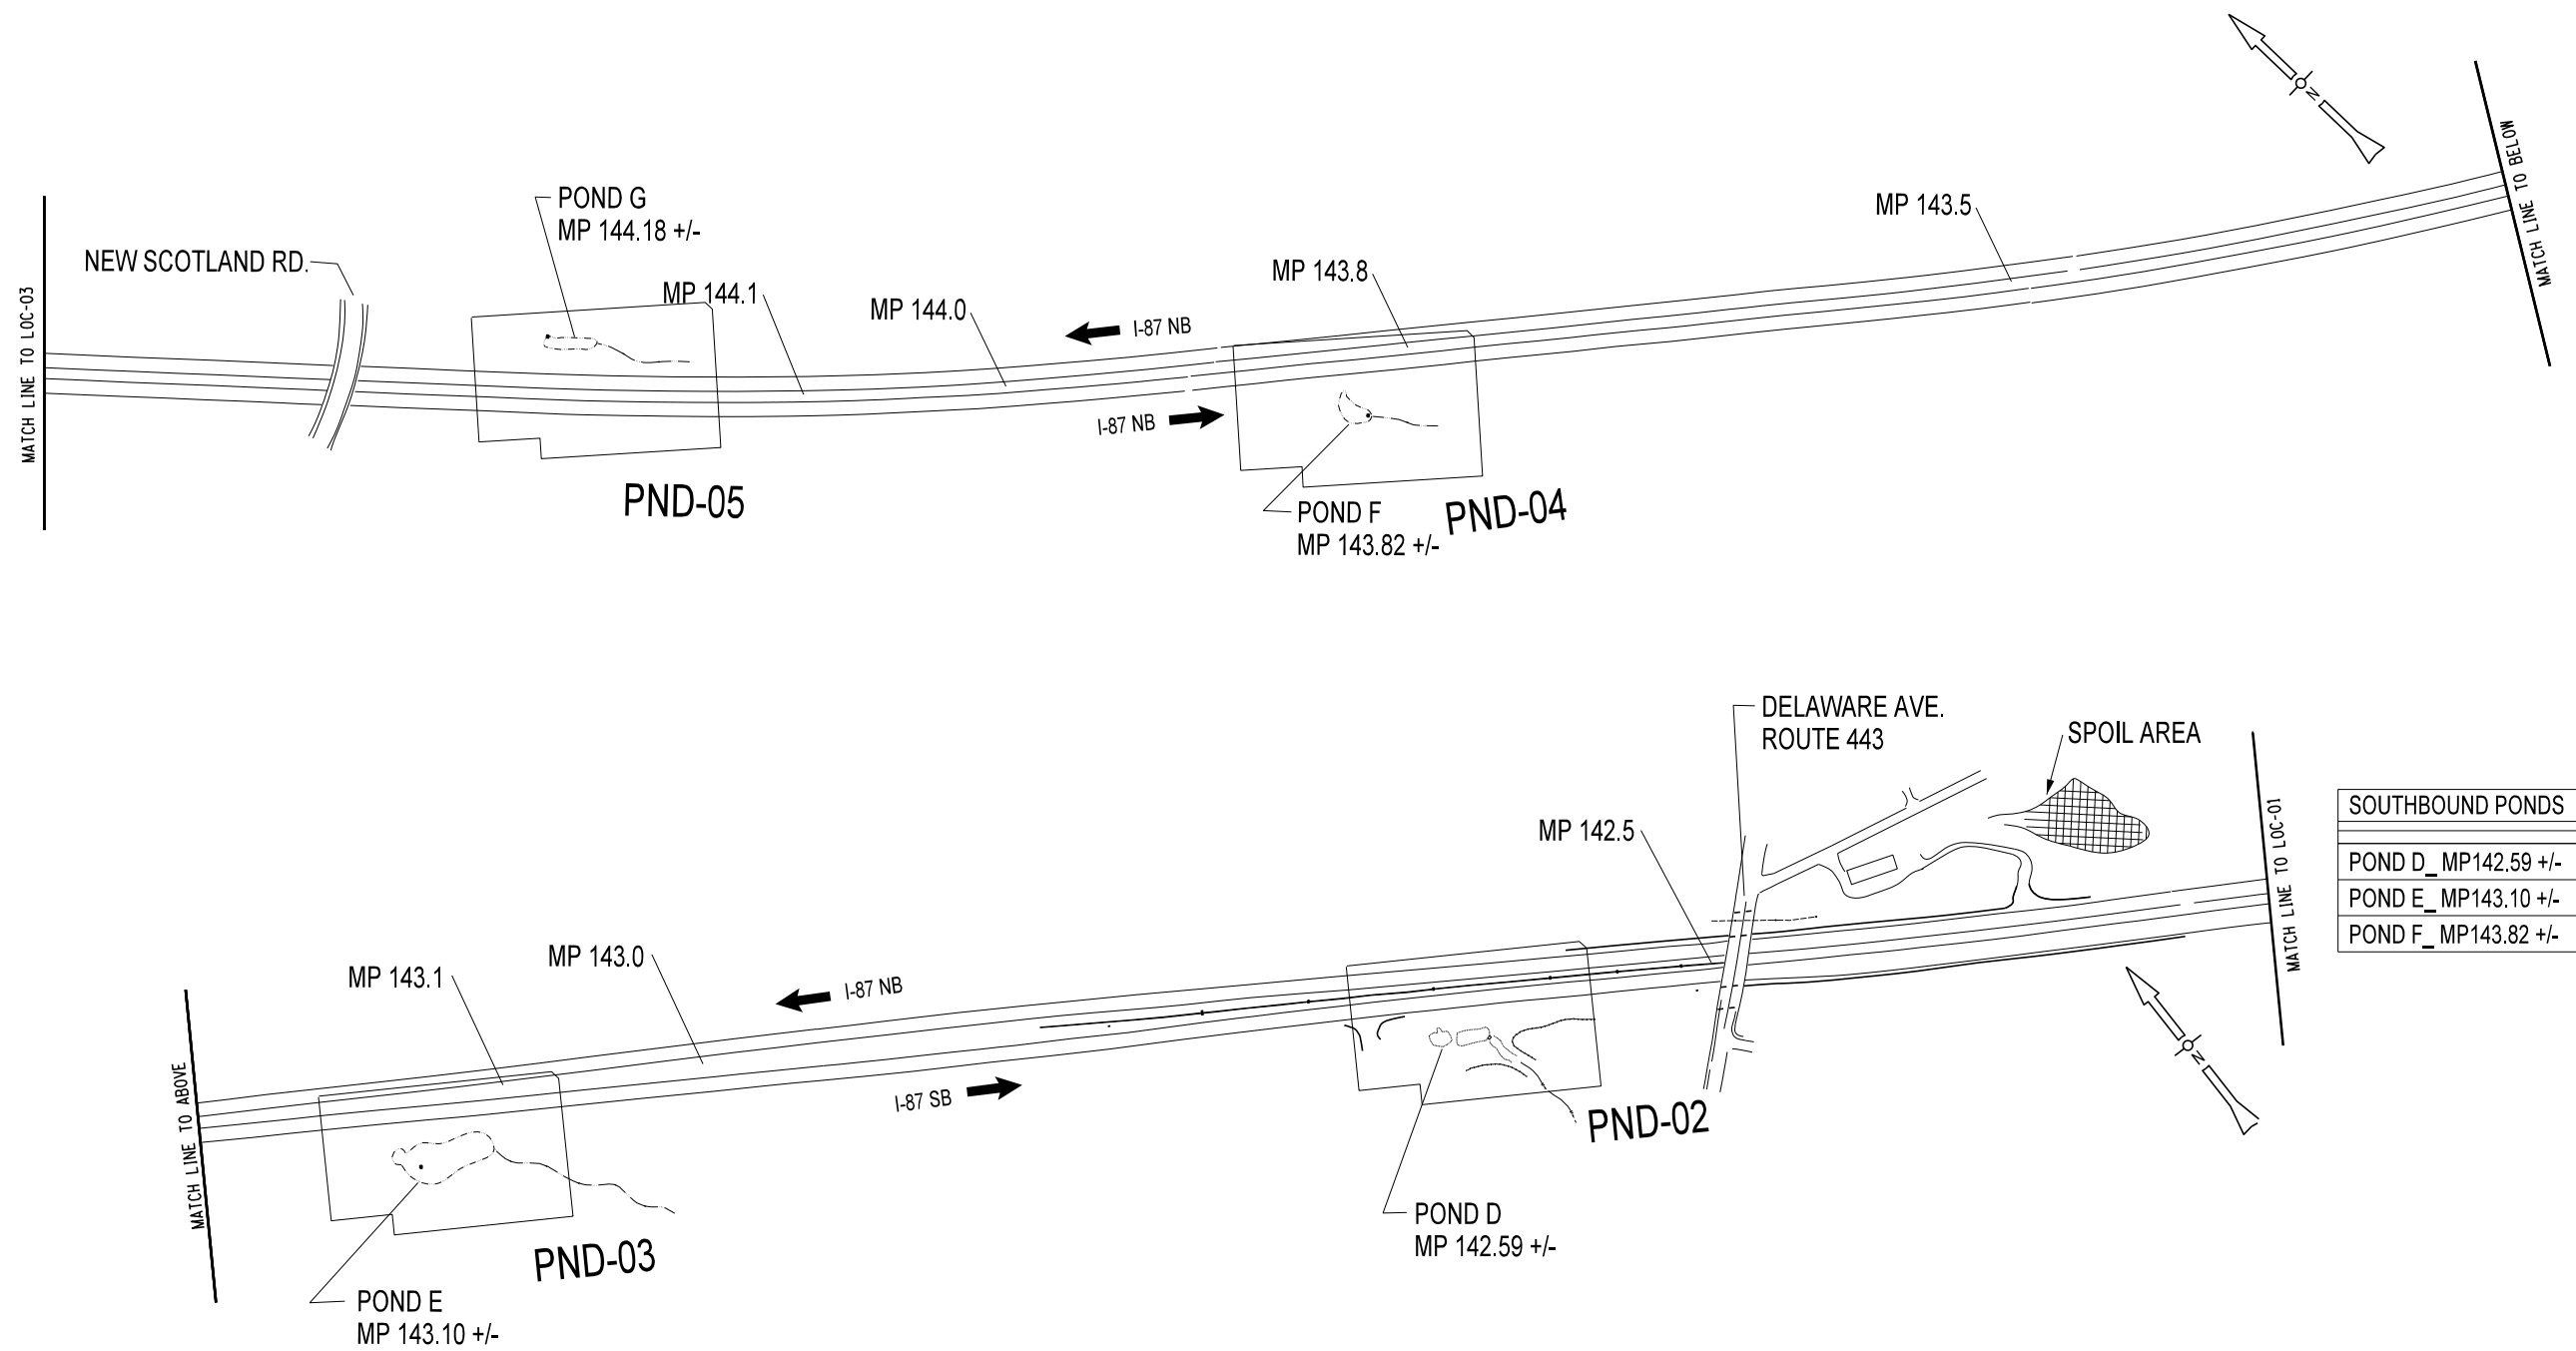 POND G
MP 144.18 +/-
NEW SCOTLAND RD.
MP 144.1
MP 144.0
I-87 NB
MP 143.8
MP 143.5
N
MATCH LINE TO BELOW
MATCH LINE TO LOC-03
I-87 NB
PND-05
POND F
MP 143.82 +/-
PND-04
DELAWARE AVE.
ROUTE 443
SPOIL AREA
MP 142.5
MATCH LINE TO LOC-01
SOUTHBOUND PONDS
POND D_ MP142.59 +/-
POND E_ MP143.10 +/-
POND F_ MP143.82 +/-
MP 143.1
MP 143.0
I-87 NB
I-87 SB
N
MATCH LINE TO ABOVE
PND-02
PND-03
POND D
MP 142.59 +/-
POND E
MP 143.10 +/-